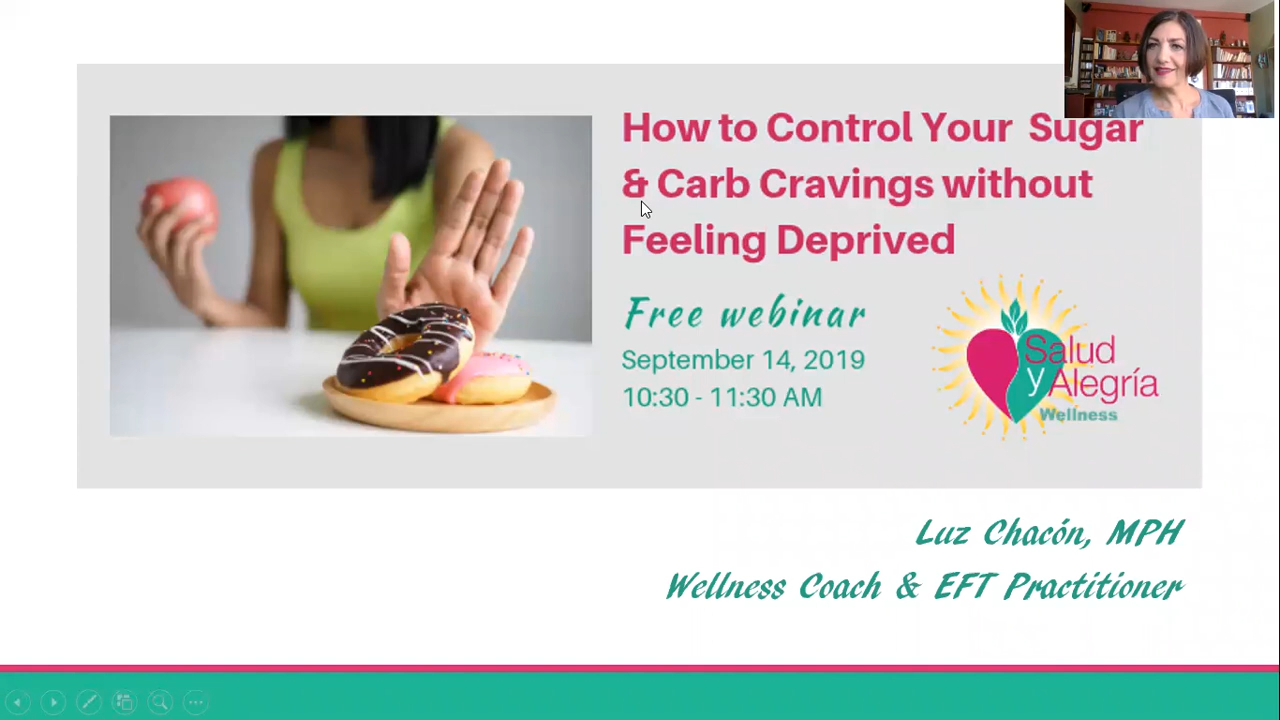 How to Control Your Sugar
& Carb Cravings without
Feeling Deprived
Free webinar
September 14, 2019
10:30 - 11:30 AM
Salud
y Alegría
Wellness
Luz Chacón, MPH
Wellness Coach & EFT Practitioner